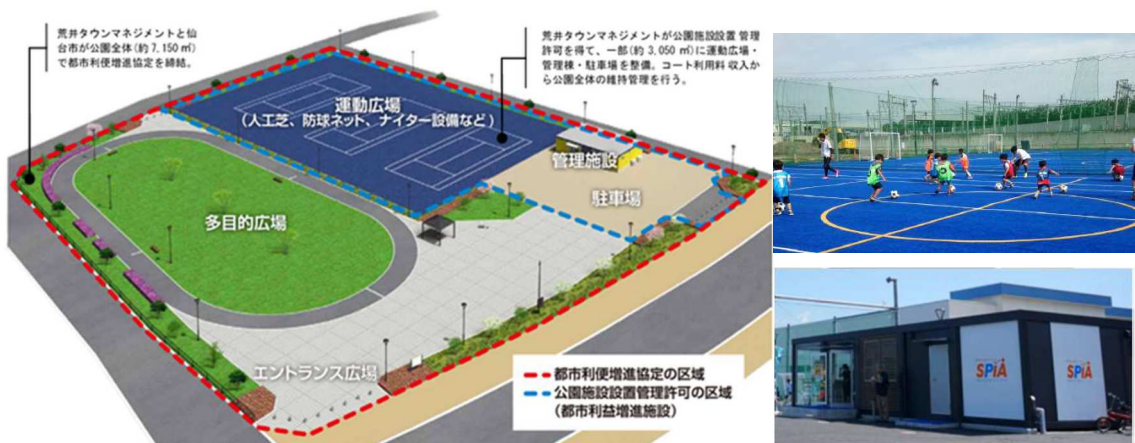 荒井タウンマネジメントと仙
台市が公園全体(約7,150㎡)
で都市利便増進協定を締結。
荒井タウンマネジメントが公園施設設置管理
許可を得て、一部(約3,050㎡)に運動広場・
管理棟・駐車場を整備。コート利用料収入か
ら公園全体の維持管理を行う。
運動広場
(人工芝、防球ネット、ナイター設備など)
管理施設
駐車場
多目的広場
エントランス広場
都市利便増進協定の区域
公園施設設置管理許可の区域
(都市利益増進施設)
SPiA
SPiA